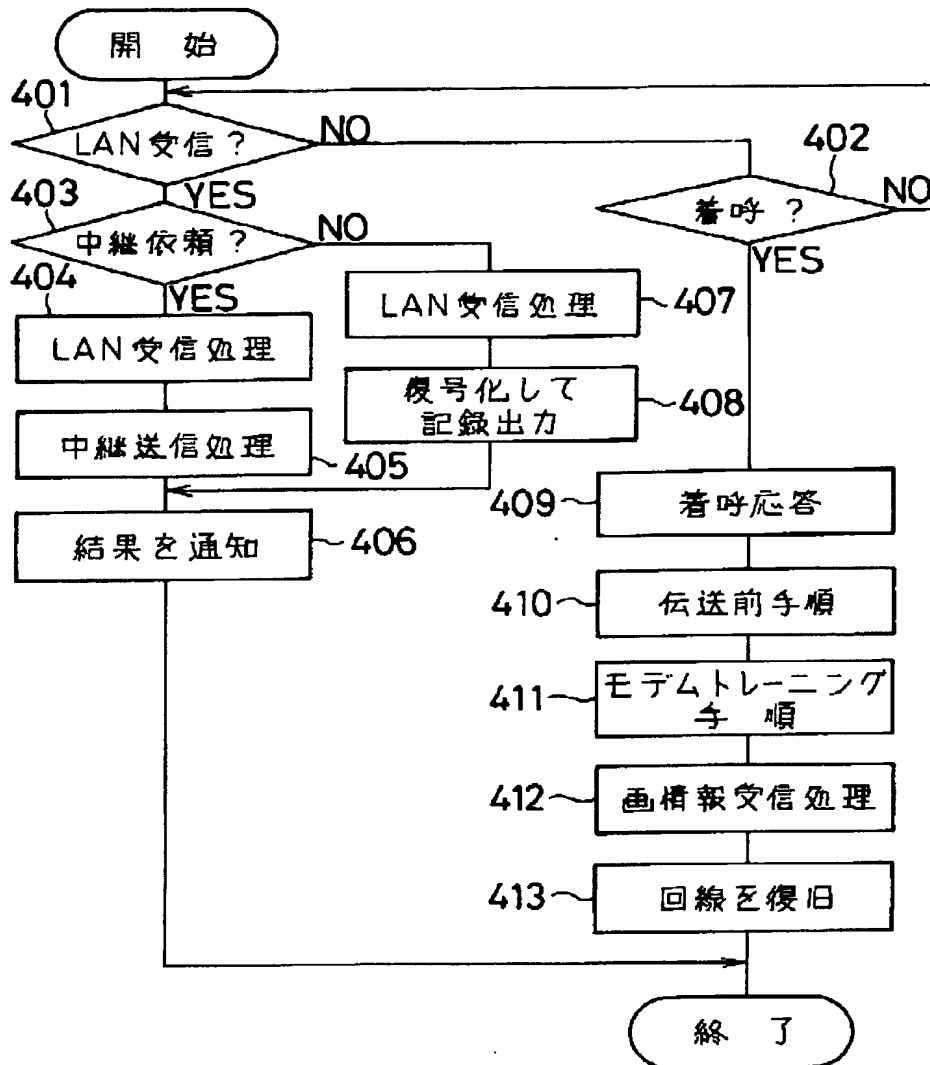 開始
401
LAN受信?
NO
402
YES
着呼?
NO
403
中継依頼?
NO
YES
404
YES
LAN受信処理
407
LAN受信処理
復号化して
記録出力
408
中継送信処理
405
409
着呼応答
結果を通知
406
410
伝送前手順
411
モデムトレーニング
手順
412
画情報受信処理
413
回線を復旧
終了